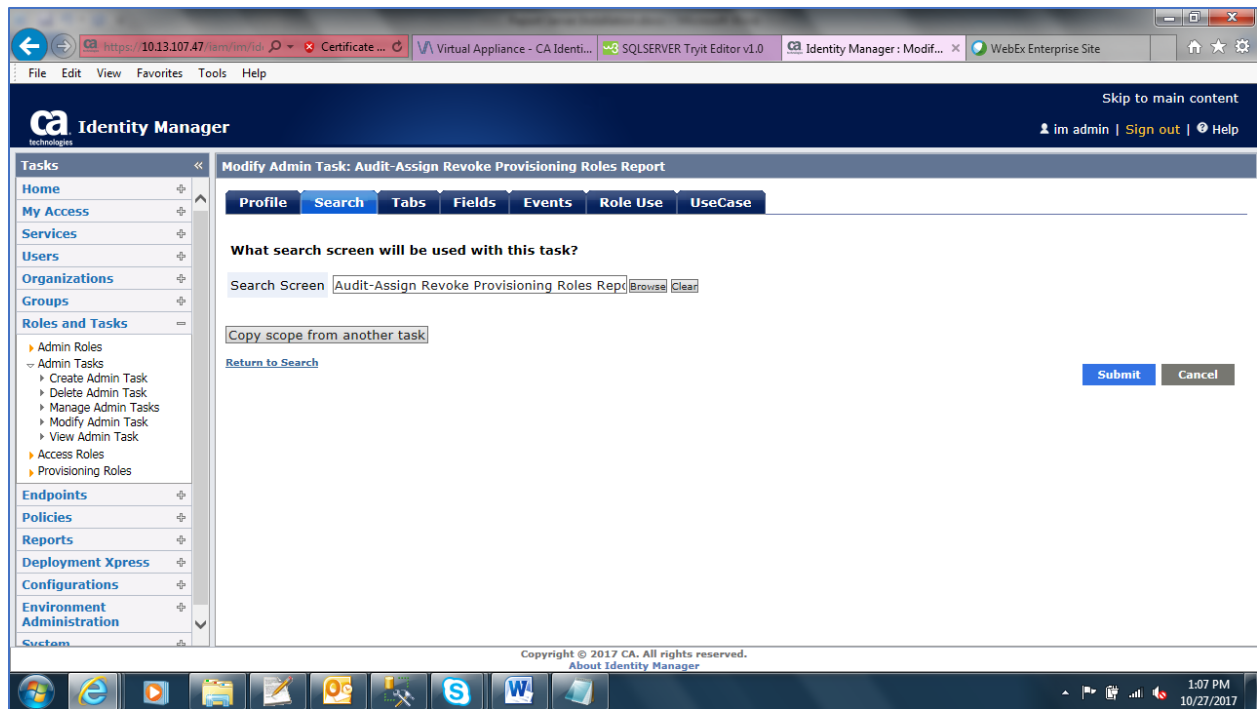 https://10.13.107.47/iam/im/id
Certificate ...
Virtual Appliance - CA Identi...
SQLSERVER Tryit Editor v1.0
Identity Manager : Modif...
WebEx Enterprise Site
File Edit View Favorites Tools Help
Skip to main content
ca technologies Identity Manager
im admin | Sign out | Help
Tasks «
Modify Admin Task: Audit-Assign Revoke Provisioning Roles Report
Home
My Access
Services
Users
Organizations
Groups
Roles and Tasks
Admin Roles
Admin Tasks
Create Admin Task
Delete Admin Task
Manage Admin Tasks
Modify Admin Task
View Admin Task
Access Roles
Provisioning Roles
Endpoints
Policies
Reports
Deployment Xpress
Configurations
Environment
Administration
System
Profile Search Tabs Fields Events Role Use UseCase
What search screen will be used with this task?
Search Screen Audit-Assign Revoke Provisioning Roles Repo Browse Clear
Copy scope from another task
Return to Search
Submit Cancel
Copyright © 2017 CA. All rights reserved.
About Identity Manager
1:07 PM
10/27/2017